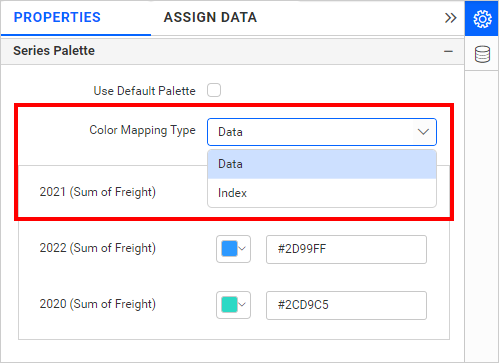 PROPERTIES ASSIGN DATA
Series Palette
Use Default Palette
Color Mapping Type Data
Data
2021 (Sum of Freight)
Index
2022 (Sum of Freight) #2D99FF
2020 (Sum of Freight) #2CD9C5